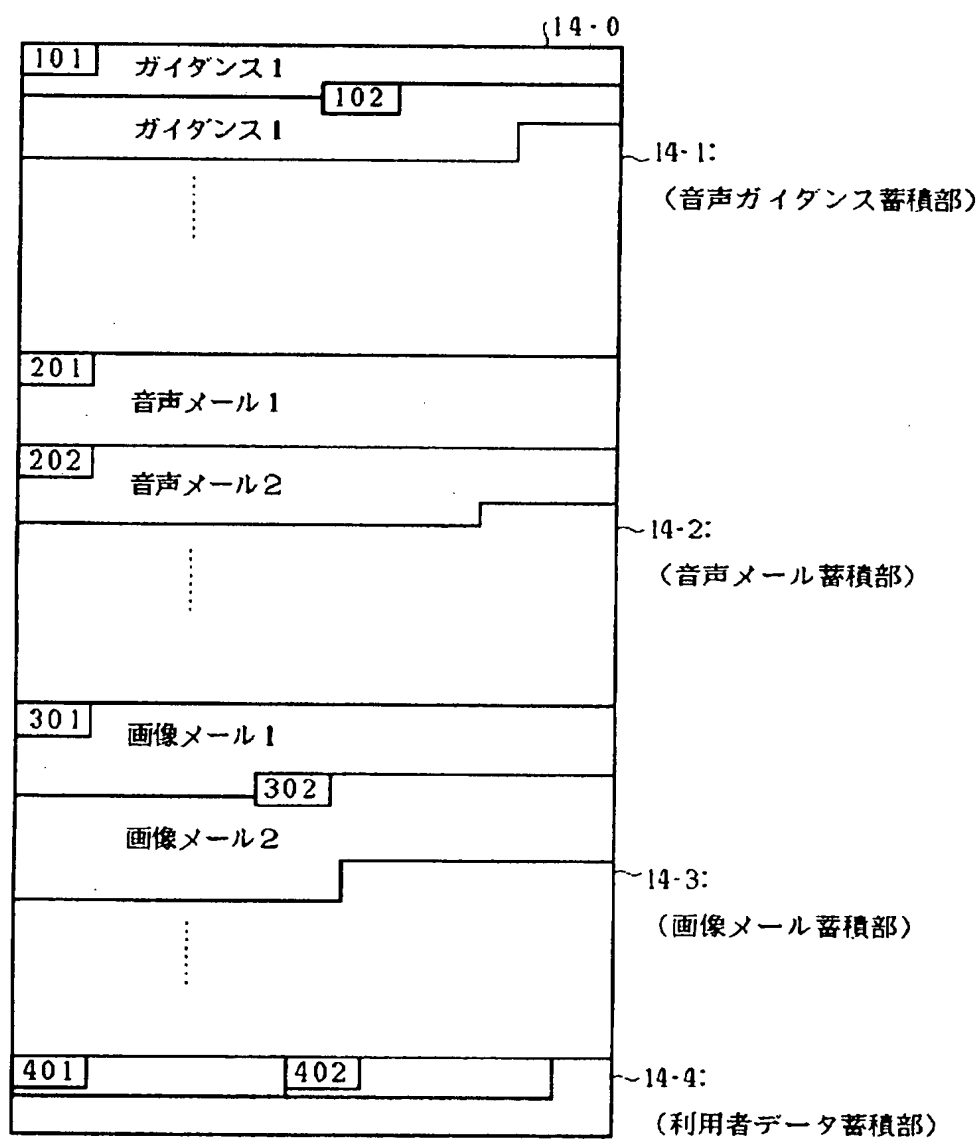 14-0
101 ガイダンス1
102
ガイダンス1
14-1:
(音声ガイダンス蓄積部)
201
音声メール1
202
音声メール2
14-2:
(音声メール蓄積部)
301
画像メール1
302
画像メール2
14-3:
(画像メール蓄積部)
401 402
14-4:
(利用者データ蓄積部)